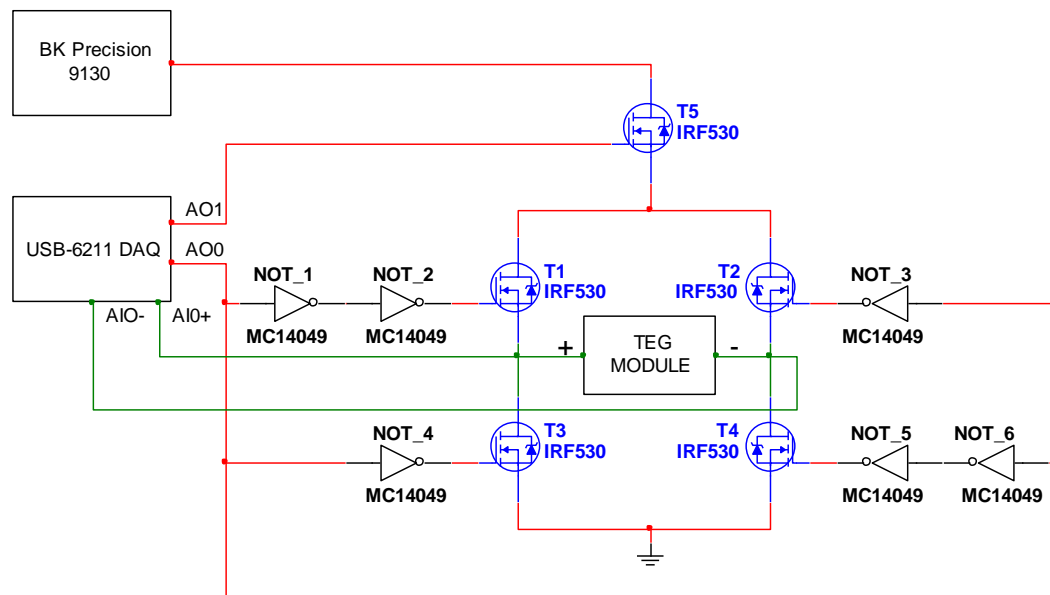 BK Precision
9130
T5
IRF530
AO1
USB-6211 DAQ
AO0
NOT_1
NOT_2
T1
IRF530
T2
IRF530
NOT_3
AIO-
AI0+
MC14049
MC14049
MC14049
+
TEG
MODULE
-
NOT_4
T3
IRF530
T4
IRF530
NOT_5
NOT_6
MC14049
MC14049
MC14049